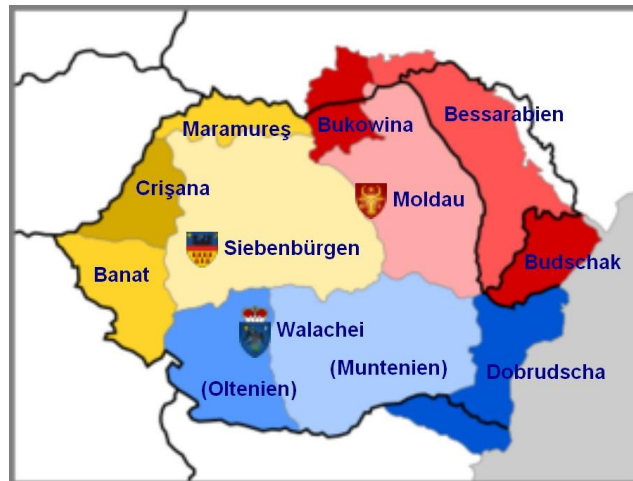 Bessarabien
Maramureş
Bukowina
Crişana
Moldau
Siebenbürgen
Banat
Budschak
Walachei
(Muntenien)
Dobrudscha
(Oltenien)